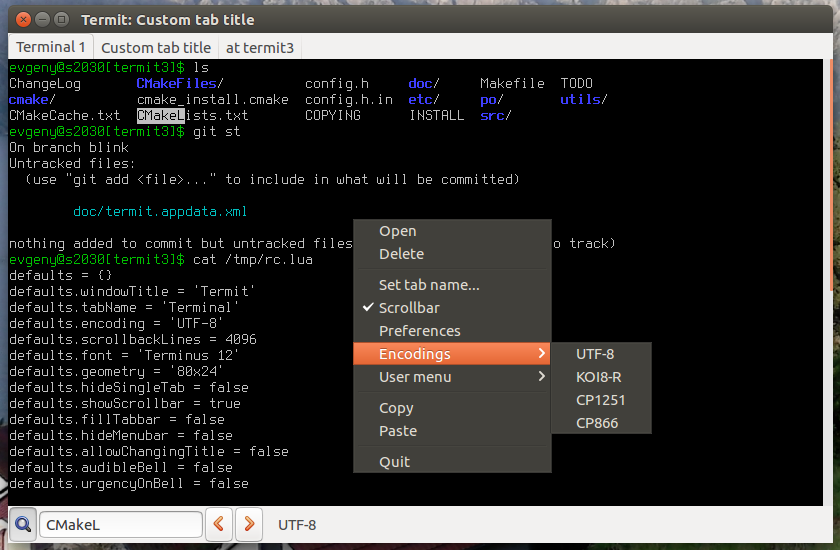 Termit: Custom tab title
Terminal 1 Custom tab title at termit3
evgeny@s2030[termit3]$ ls
ChangeLog CMakeFiles/ config.h doc/ Makefile TODO
cmake/ cmake_install.cmake config.h.in etc/ po/ utils/
CMakeCache.txt CMakeLists.txt COPYING INSTALL src/
evgeny@s2030[termit3]$ git st
On branch blink
Untracked files:
(use "git add <file>..." to include in what will be committed)
doc/termit.appdata.xml
nothing added to commit but untracked files o track)
evgeny@s2030[termit3]$ cat /tmp/rc.lua
defaults = {}
defaults.windowTitle = 'Termit'
defaults.tabName = 'Terminal'
defaults.encoding = 'UTF-8'
defaults.scrollbackLines = 4096
defaults.font = 'Terminus 12'
defaults.geometry = '80x24'
defaults.hideSingleTab = false
defaults.showScrollbar = true
defaults.fillTabbar = false
defaults.hideMenubar = false
defaults.allowChangingTitle = false
defaults.audibleBell = false
defaults.urgencyOnBell = false
Open
Delete
Set tab name...
Scrollbar
Preferences
Encodings
User menu
Copy
Paste
Quit
UTF-8
KOI8-R
CP1251
CP866
CMakeL UTF-8